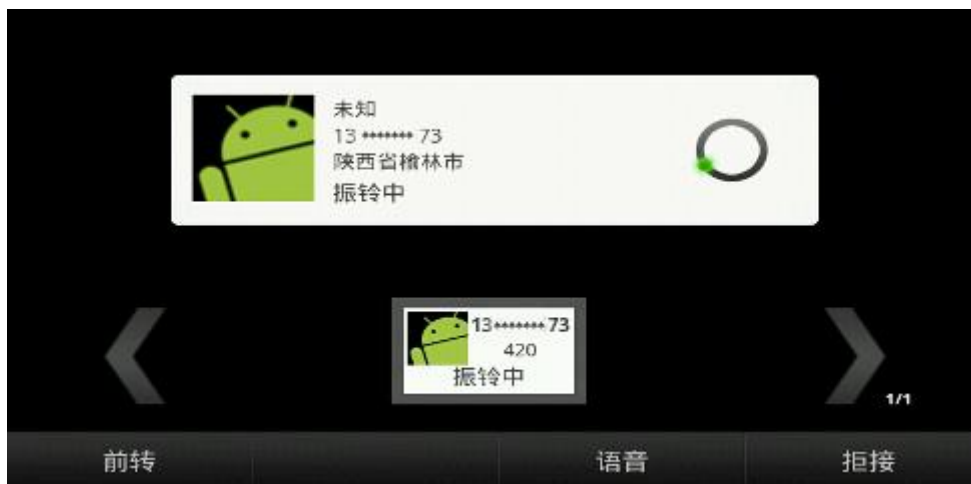 未知
13 ******* 73
陕西省榆林市
振铃中
13*******73
420
振铃中
1/1
前转
语音
拒接